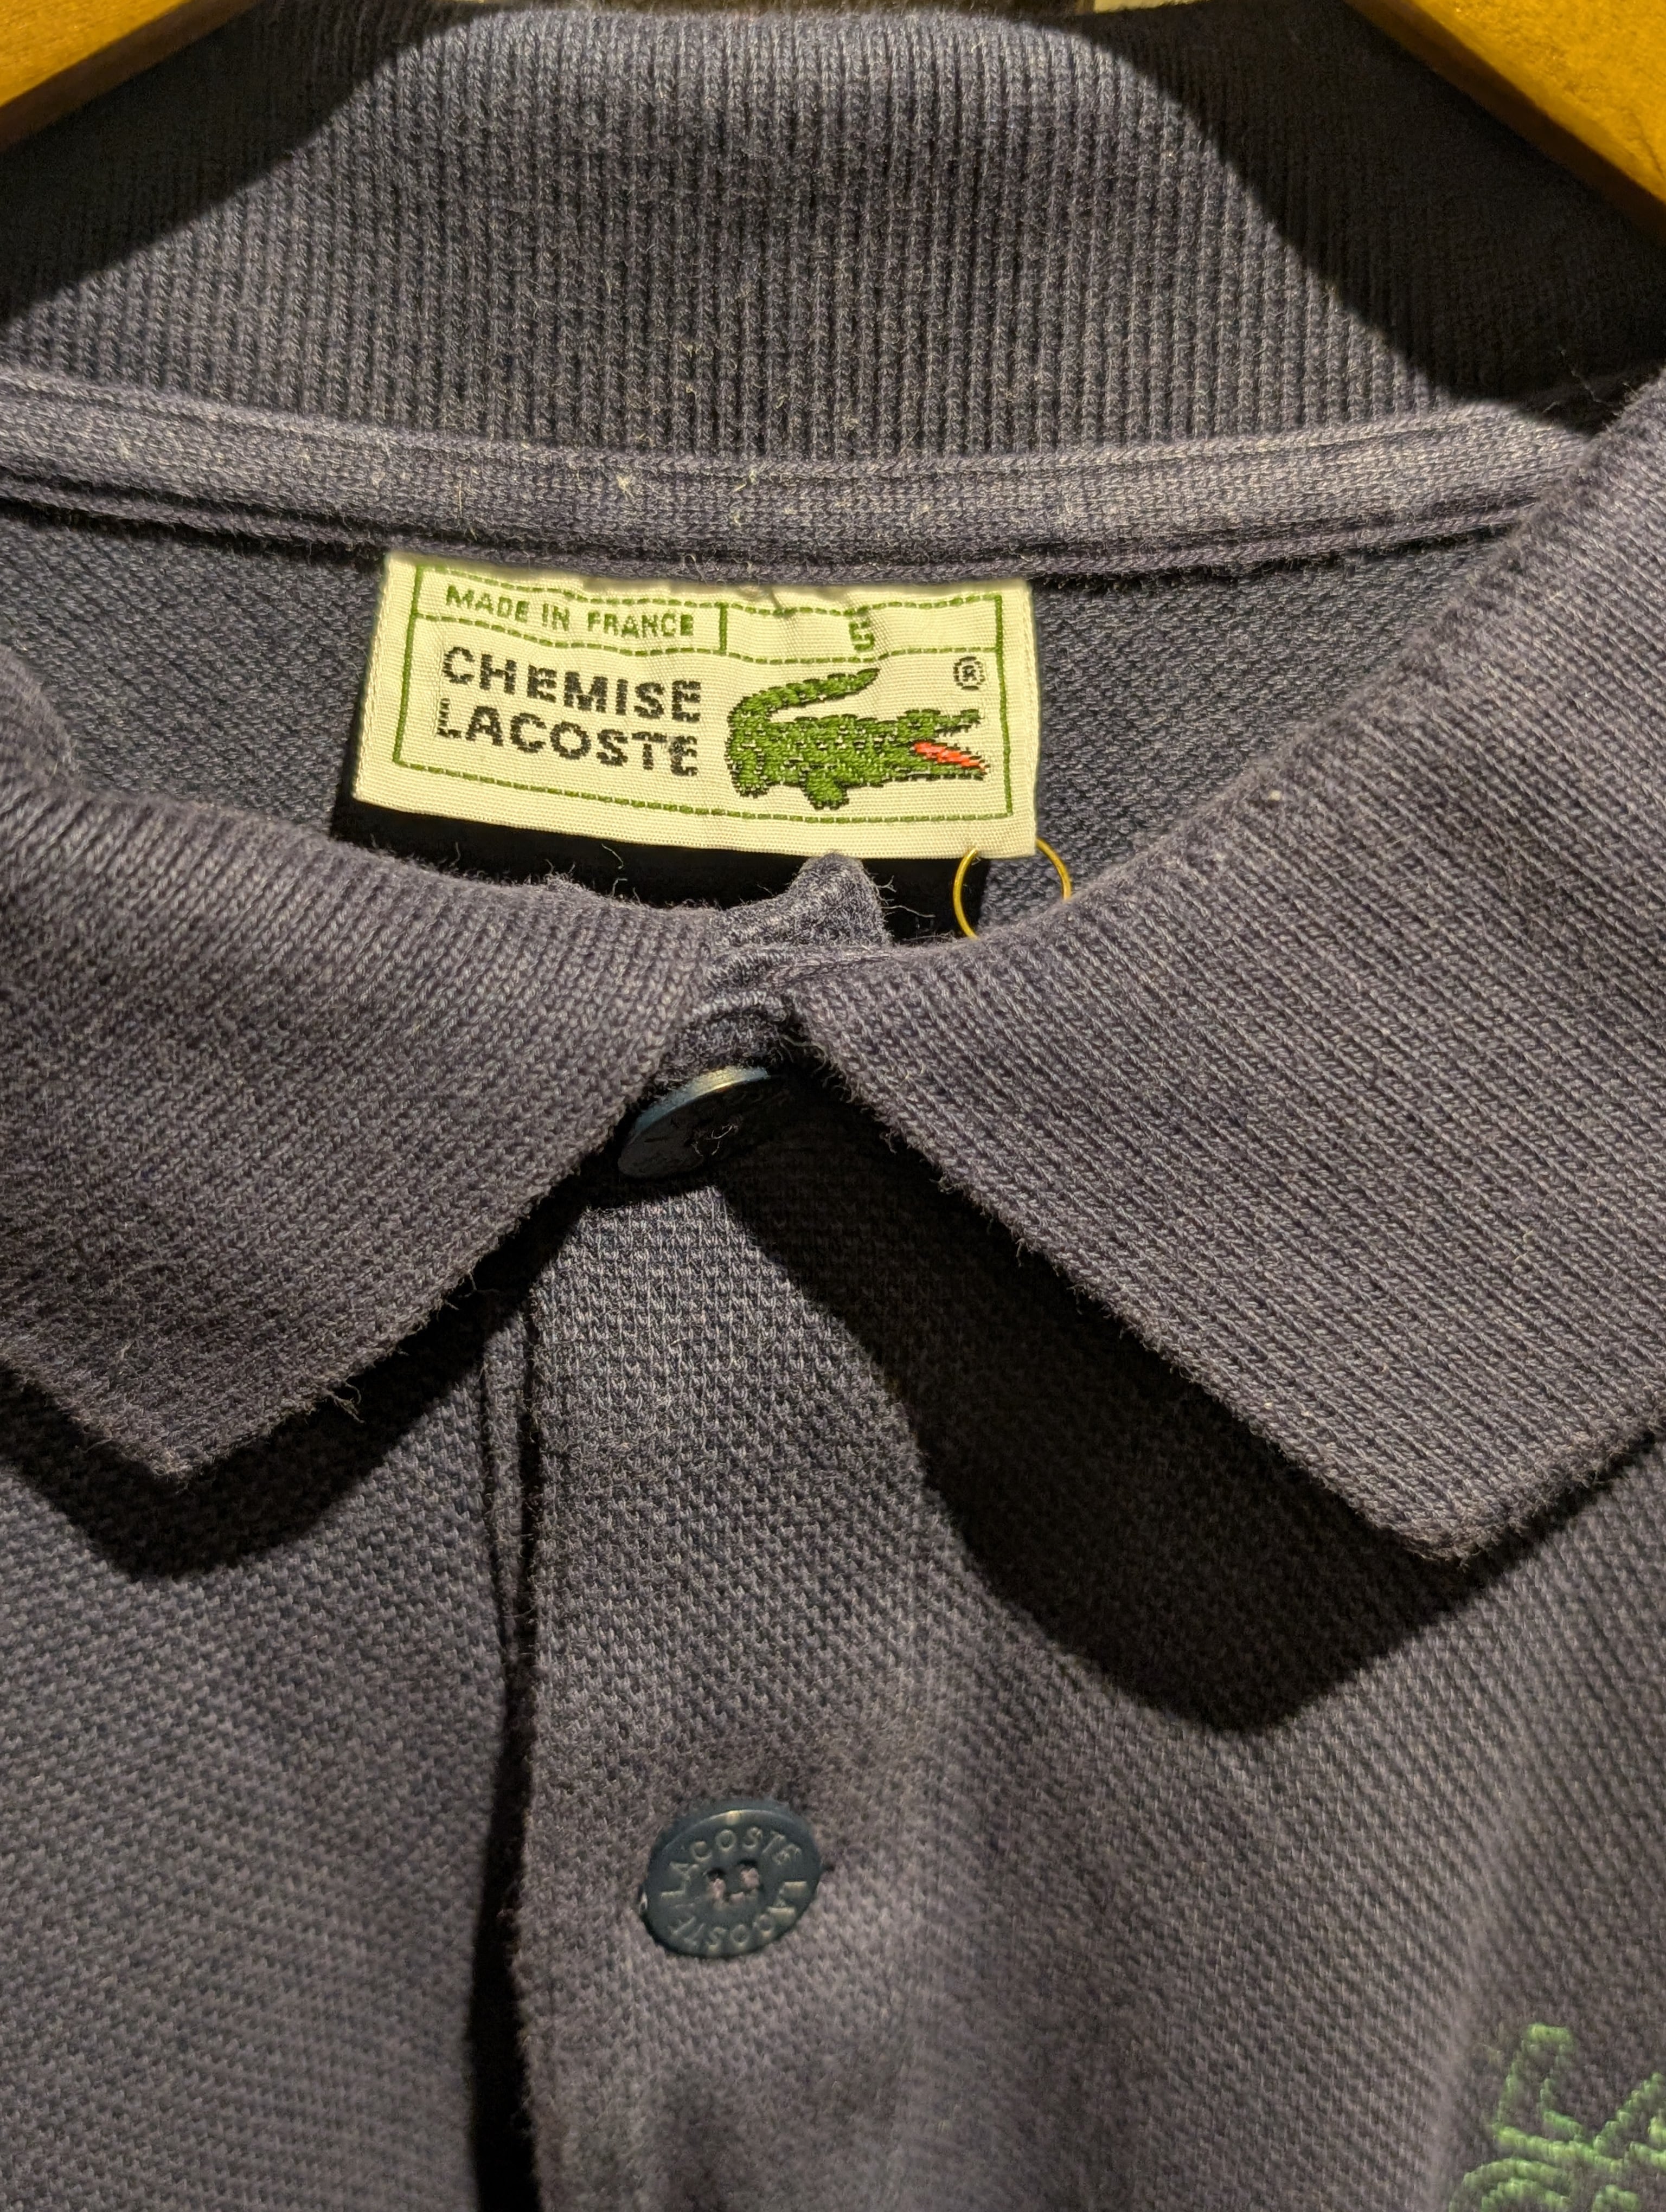 MADE IN FRANCE
5
CHEMISE
LACOSTE
®
LACOSTE LACOSTE